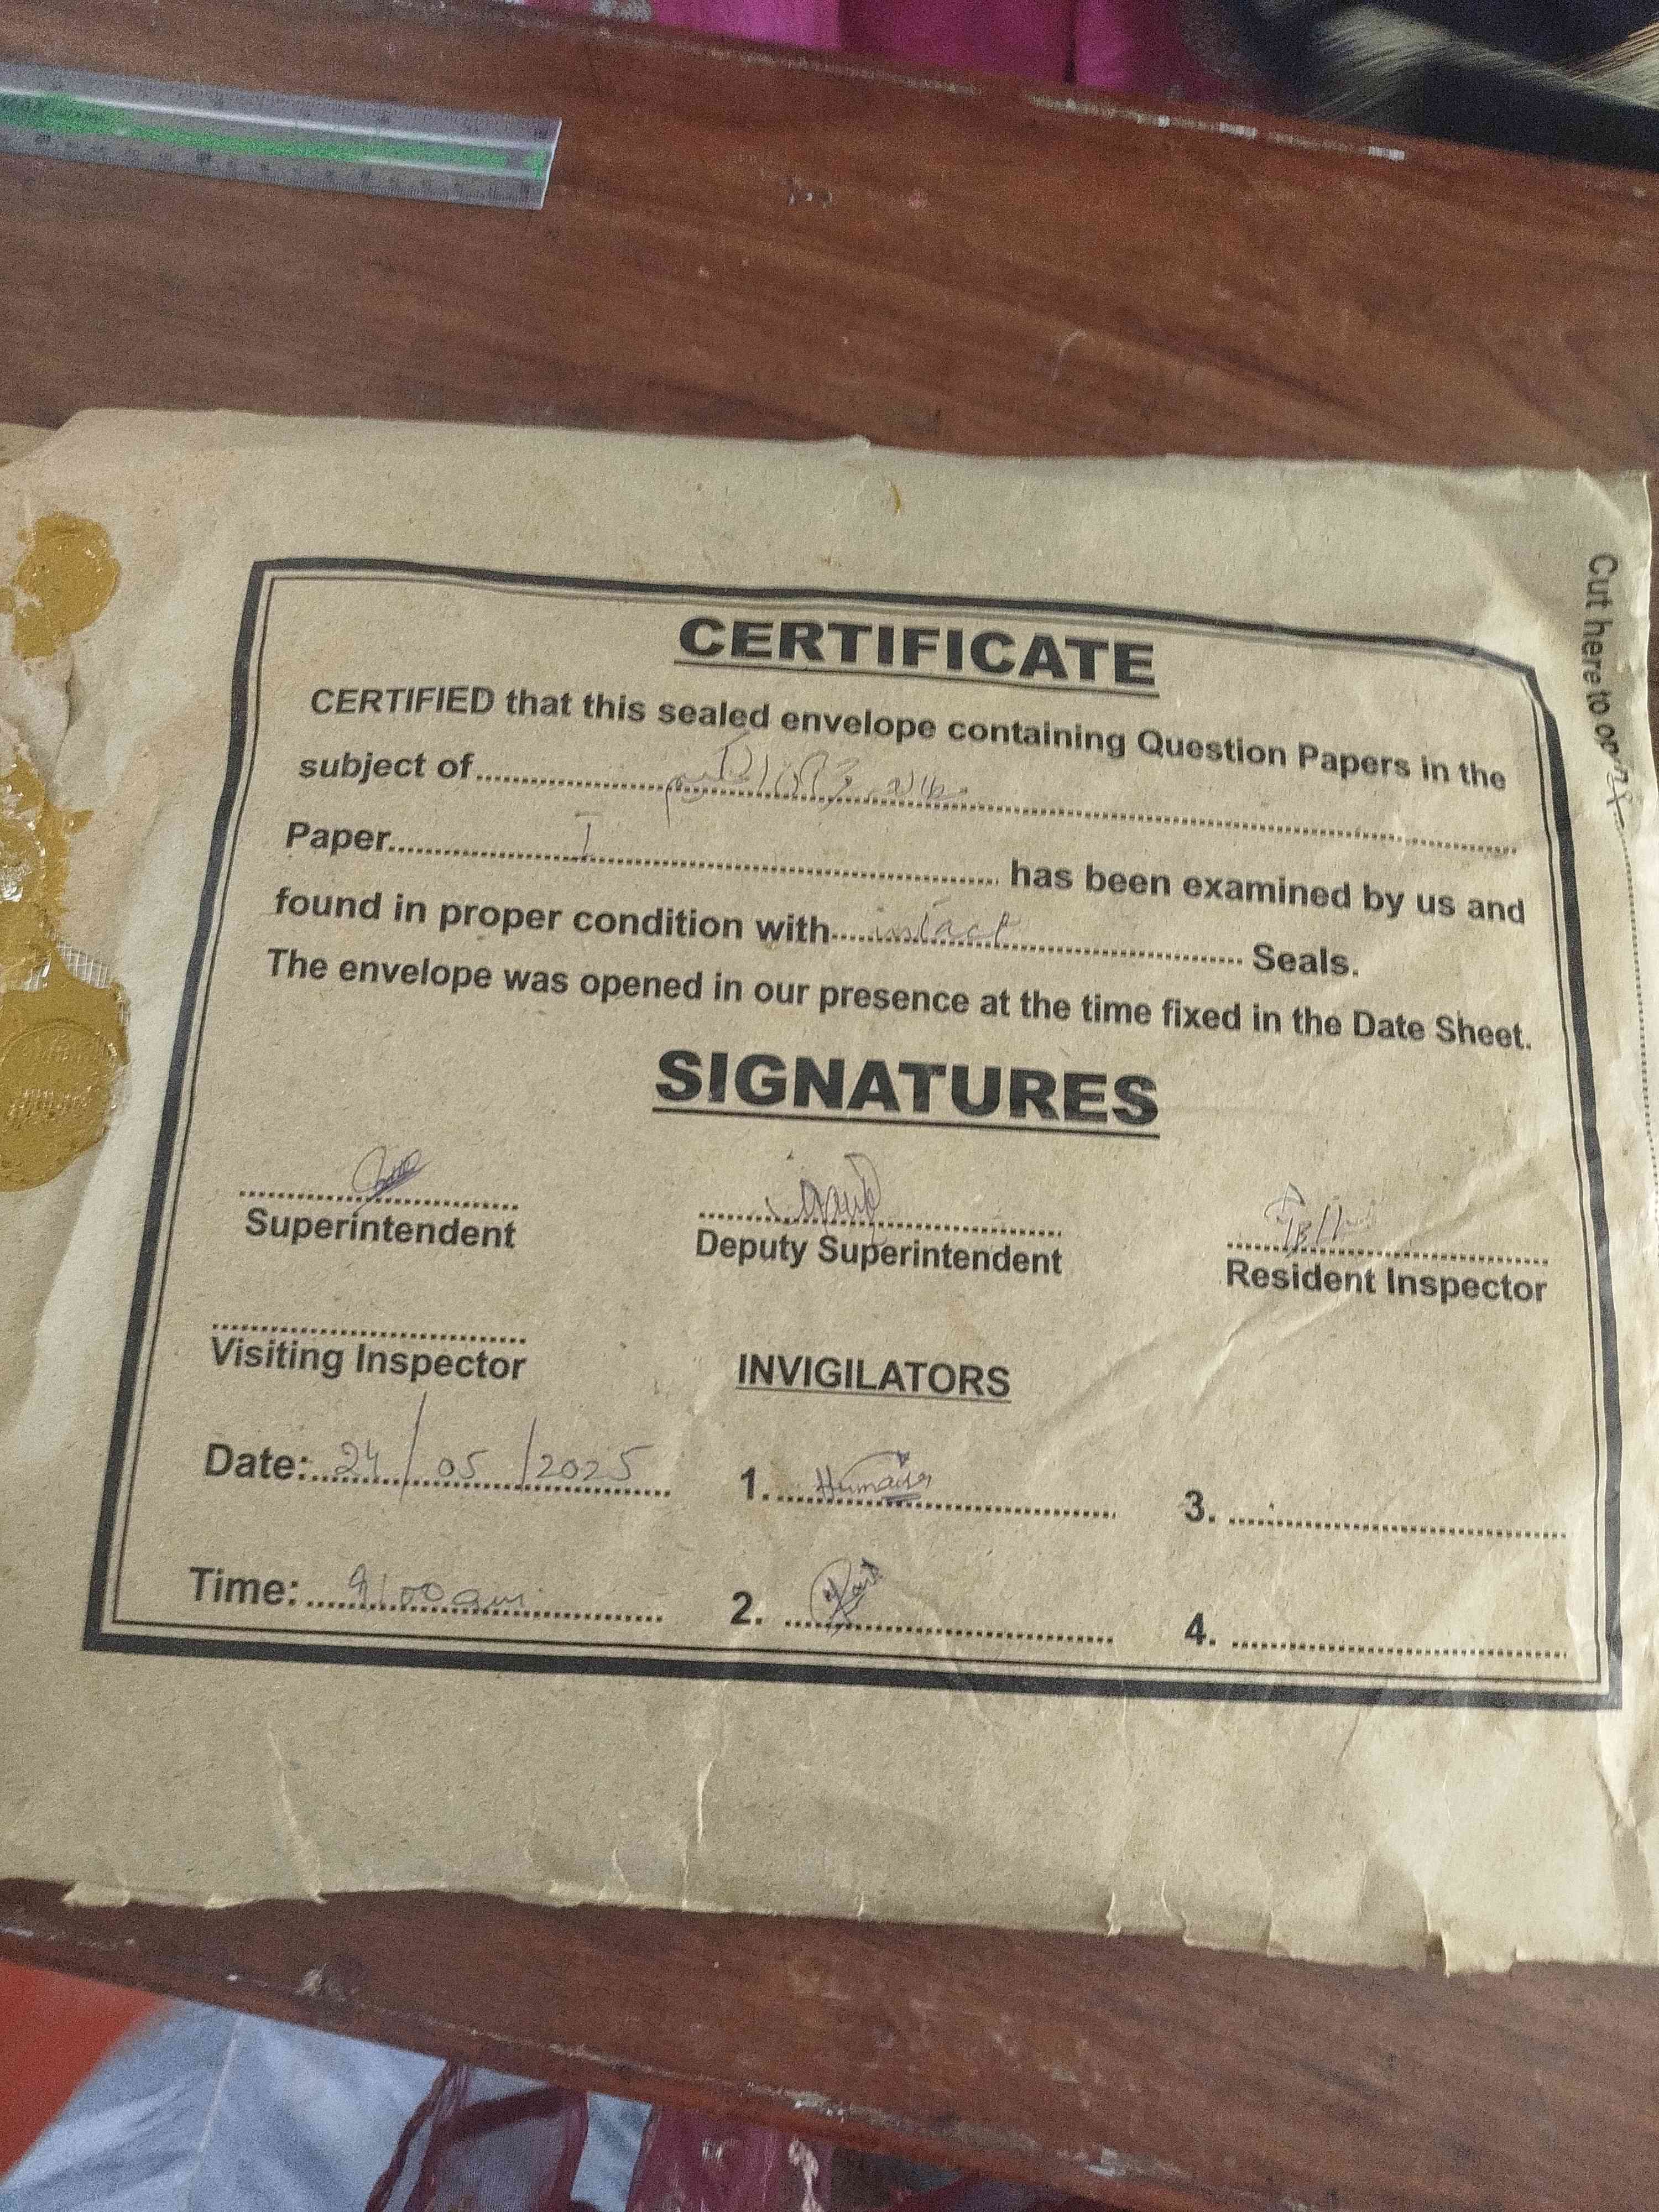 Cut here to open
CERTIFICATE
CERTIFIED that this sealed envelope containing Question Papers in the
subject of
Paper I has been examined by us and
found in proper condition with intact Seals.
The envelope was opened in our presence at the time fixed in the Date Sheet.
SIGNATURES
Superintendent Deputy Superintendent Resident Inspector
Visiting Inspector INVIGILATORS
Date: 24/05/2025 1. Humaira 3.
Time: 9:00 am 2. 4.